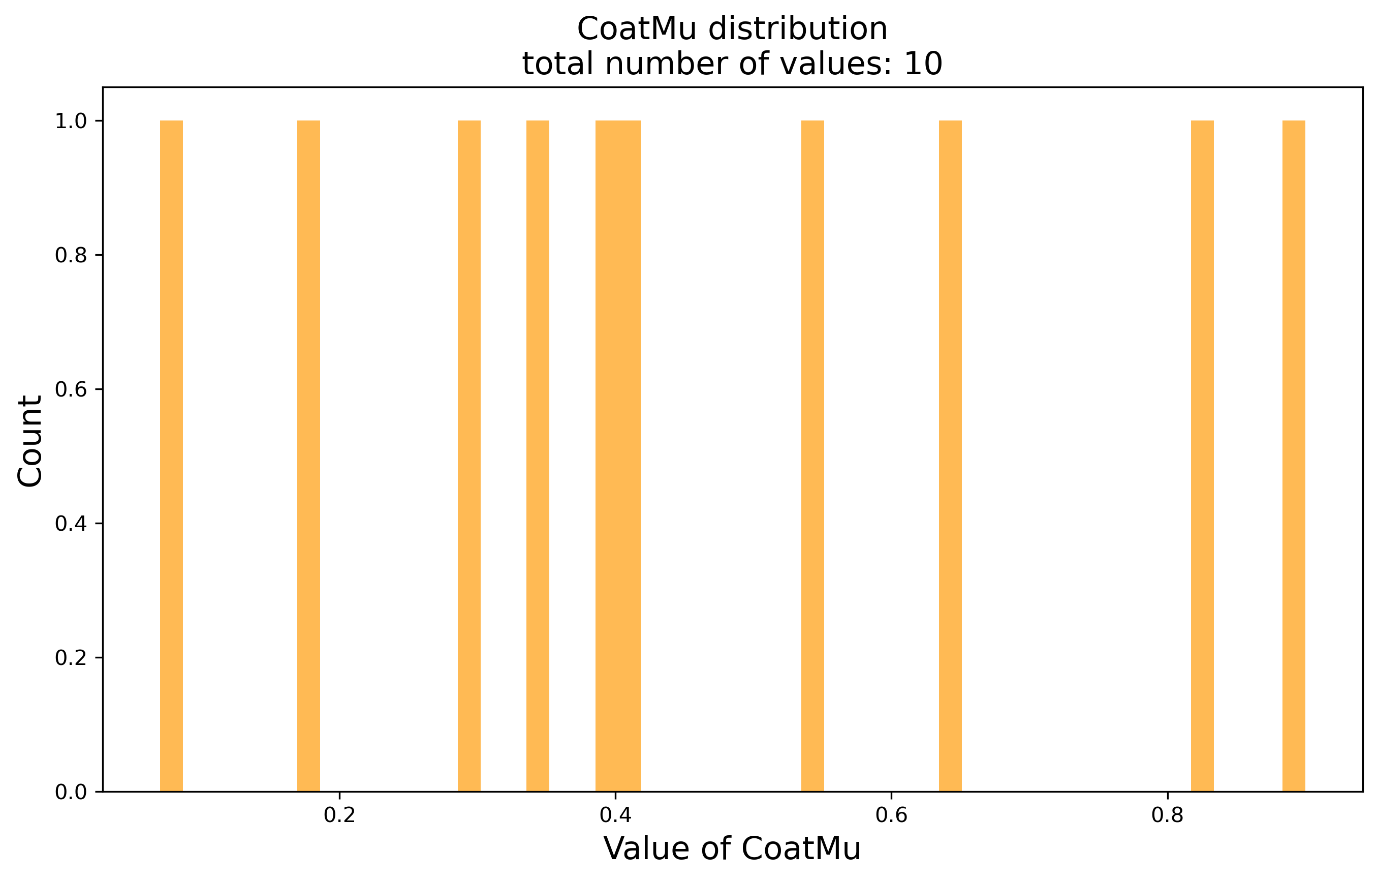 CoatMu distribution
total number of values: 10
1.0
0.8
0.6
0.4
0.2
0.0
Count
0.2 0.4 0.6 0.8
Value of CoatMu